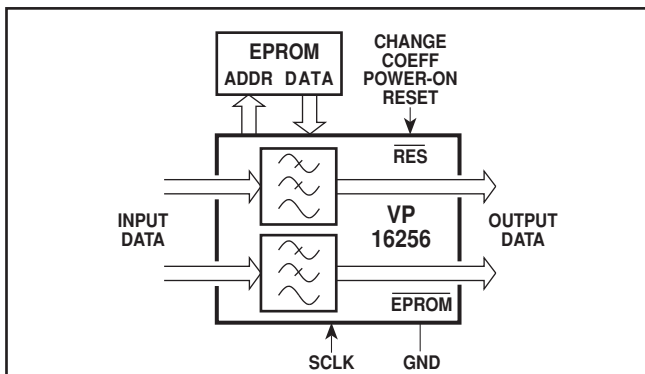 EPROM
ADDR DATA
CHANGE
COEFF
POWER-ON
RESET
RES
INPUT
DATA
VP
16256
OUTPUT
DATA
EPROM
SCLK
GND